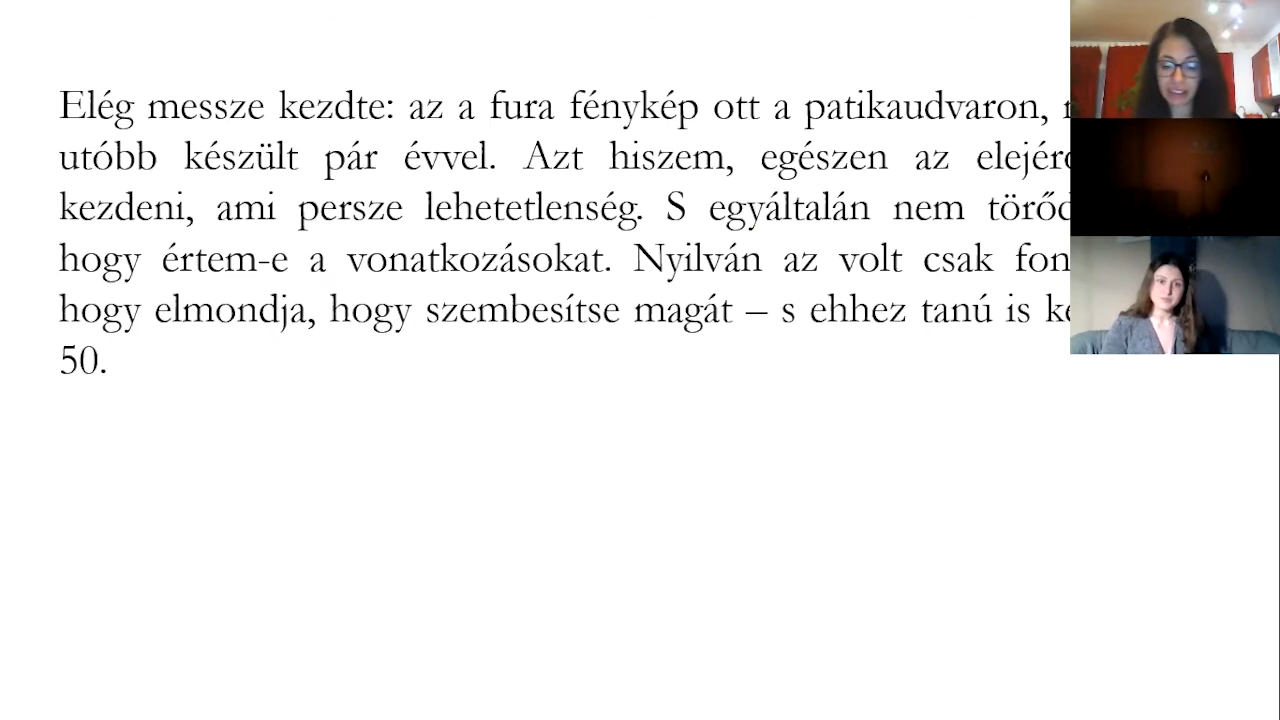 Elég messze kezdte: az a fura fénykép ott a patikaudvaron,
utóbb készült pár évvel. Azt hiszem, egészen az
kezdeni, ami persze lehetetlenség. S egyáltalán nem
hogy értem-e a vonatkozásokat. Nyilván az volt csak
hogy elmondja, hogy szembesítse magát – s ehhez tanú is
50.